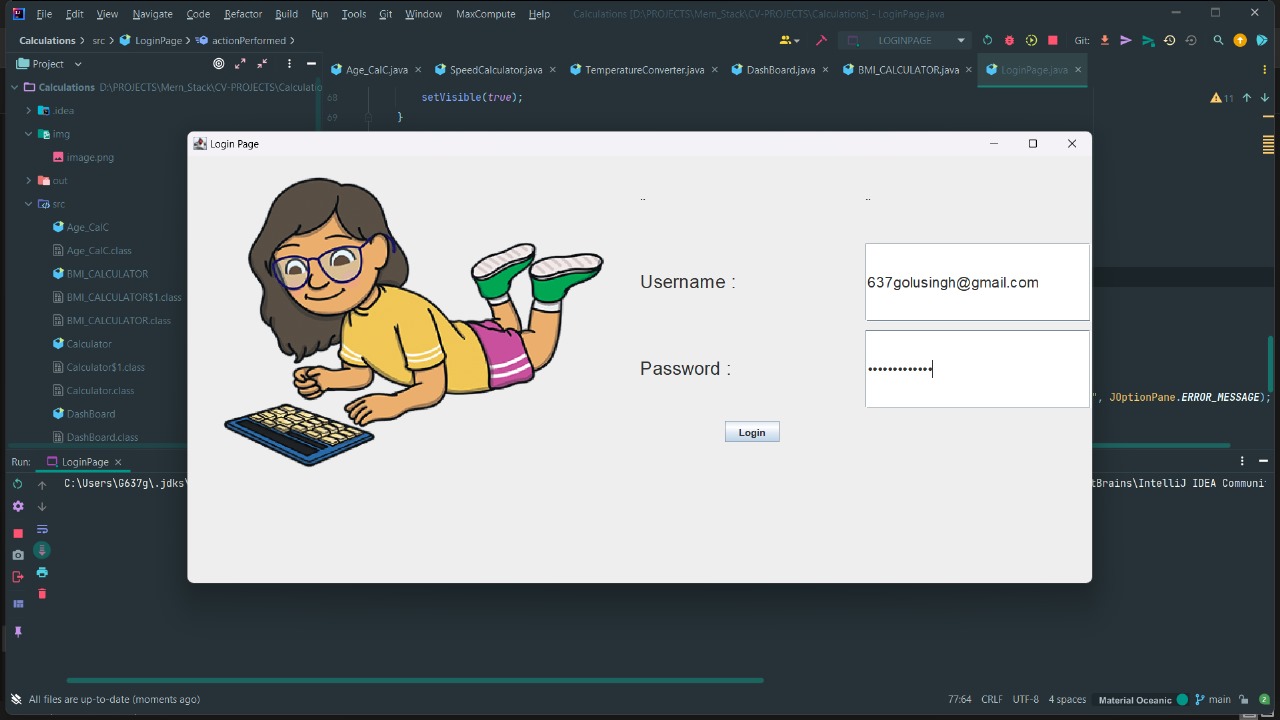 File Edit View Navigate Code Refactor Build Run Tools Git Window MaxCompute Help Calculations [D:\PROJECTS\Mern_Stack\CV-PROJECTS\Calculations] - LoginPage.java
Calculations src LoginPage actionPerformed LOGINPAGE Git:
Project Age_CalC.java SpeedCalculator.java TemperatureConverter.java DashBoard.java BMI_CALCULATOR.java LoginPage.java
Calculations D:\PROJECTS\Mern_Stack\CV-PROJECTS\Calculatio
68 setVisible(true); 11
.idea
69 }
img
Login Page
image.png
out
.. ..
src
Age_CalC
Age_CalC.class
BMI_CALCULATOR
Username : 637golusingh@gmail.com
BMI_CALCULATOR$1.class
BMI_CALCULATOR.class
Calculator
Calculator$1.class
Password : •••••••••••••
Calculator.class
", JOptionPane.ERROR_MESSAGE);
DashBoard
Login
DashBoard.class
Run: LoginPage
C:\Users\G637g\.jdks\ tBrains\IntelliJ IDEA Communi
All files are up-to-date (moments ago) 77:64 CRLF UTF-8 4 spaces Material Oceanic main 2